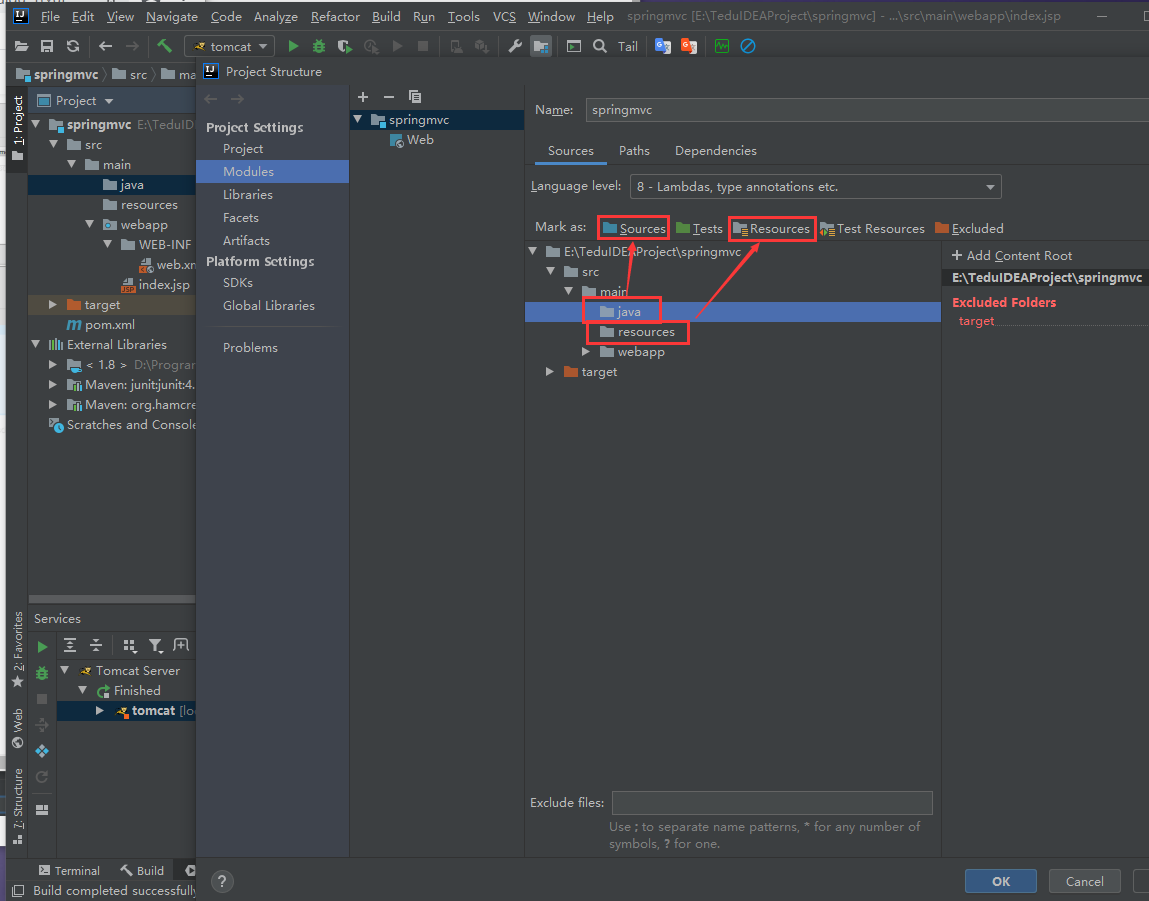 File Edit View Navigate Code Analyze Refactor Build Run Tools VCS Window Help springmvc [E:\TeduIDEAProject\springmvc] - ...\src\main\webapp\index.jsp
tomcat
Tail
springmvc src ma
Project Structure
1: Project
Project
springmvc E:\TeduID
src
main
java
resources
webapp
WEB-INF
web.xm
index.jsp
target
pom.xml
External Libraries
< 1.8 > D:\Progran
Maven: junit:junit:4.
Maven: org.hamcre
Scratches and Console
Project Settings
Project
Modules
Libraries
Facets
Artifacts
Platform Settings
SDKs
Global Libraries
Problems
springmvc
Web
Name: springmvc
Sources Paths Dependencies
Language level: 8 - Lambdas, type annotations etc.
Mark as: Sources Tests Resources Test Resources Excluded
E:\TeduIDEAProject\springmvc
src
main
java
resources
webapp
target
+ Add Content Root
E:\TeduIDEAProject\springmvc
Excluded Folders
target
Exclude files:
Use ; to separate name patterns, * for any number of
symbols, ? for one.
2: Favorites
Web
7: Structure
Services
Tomcat Server
Finished
tomcat [lo
Terminal Build
Build completed successfully
?
OK Cancel